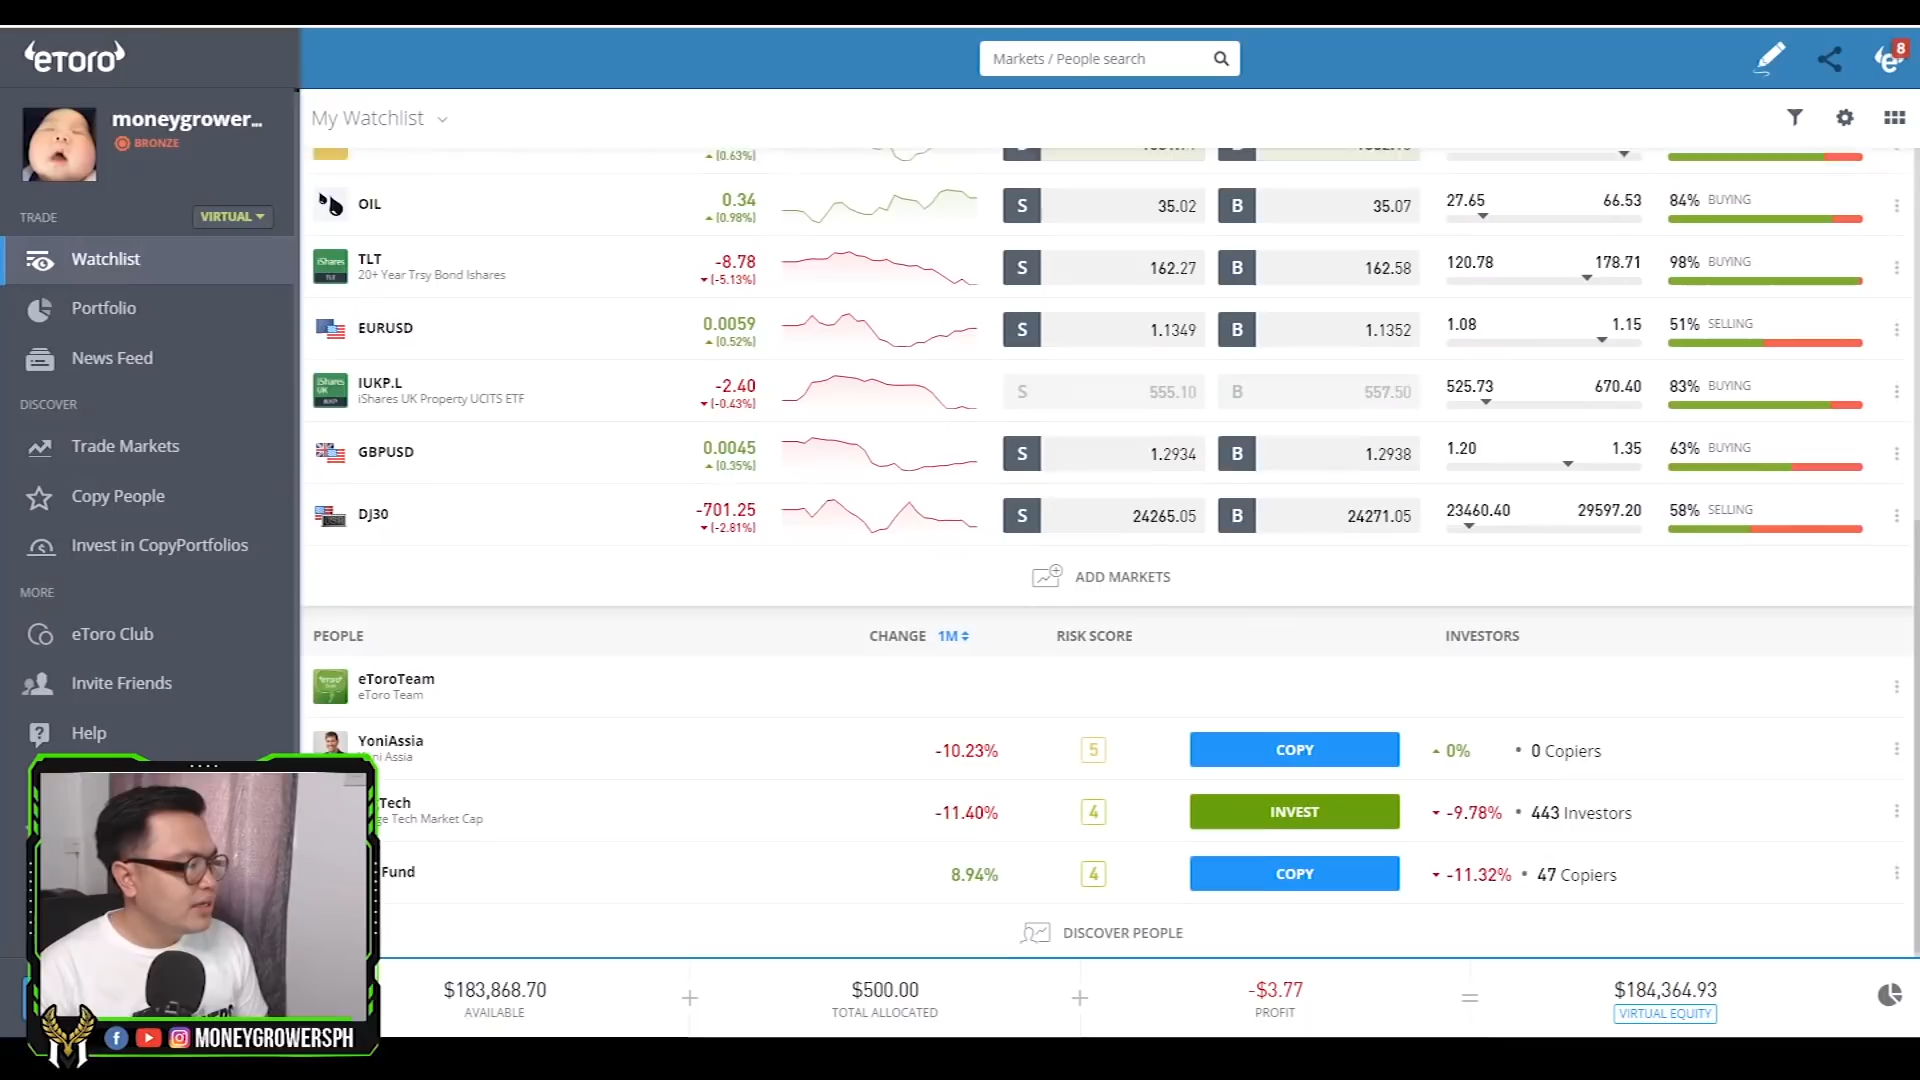 eToro
Markets / People search
8
moneygrower...
BRONZE
My Watchlist
TRADE
VIRTUAL
Watchlist
Portfolio
News Feed
DISCOVER
Trade Markets
Copy People
Invest in CopyPortfolios
MORE
eToro Club
Invite Friends
Help
(0.63%)
OIL 0.34 (0.98%) S 35.02 B 35.07 27.65 66.53 84% BUYING
TLT 20+ Year Trsy Bond Ishares -8.78 (-5.13%) S 162.27 B 162.58 120.78 178.71 98% BUYING
EURUSD 0.0059 (0.52%) S 1.1349 B 1.1352 1.08 1.15 51% SELLING
IUKP.L iShares UK Property UCITS ETF -2.40 (-0.43%) S 555.10 B 557.50 525.73 670.40 83% BUYING
GBPUSD 0.0045 (0.35%) S 1.2934 B 1.2938 1.20 1.35 63% BUYING
DJ30 -701.25 (-2.81%) S 24265.05 B 24271.05 23460.40 29597.20 58% SELLING
ADD MARKETS
PEOPLE CHANGE 1M RISK SCORE INVESTORS
eToroTeam
eToro Team
YoniAssia -10.23% 5 COPY 0% • 0 Copiers
ni Assia
Tech -11.40% 4 INVEST -9.78% • 443 Investors
ge Tech Market Cap
Fund 8.94% 4 COPY -11.32% • 47 Copiers
DISCOVER PEOPLE
$183,868.70 + $500.00 + -$3.77 = $184,364.93
AVAILABLE TOTAL ALLOCATED PROFIT VIRTUAL EQUITY
MONEYGROWERSPH